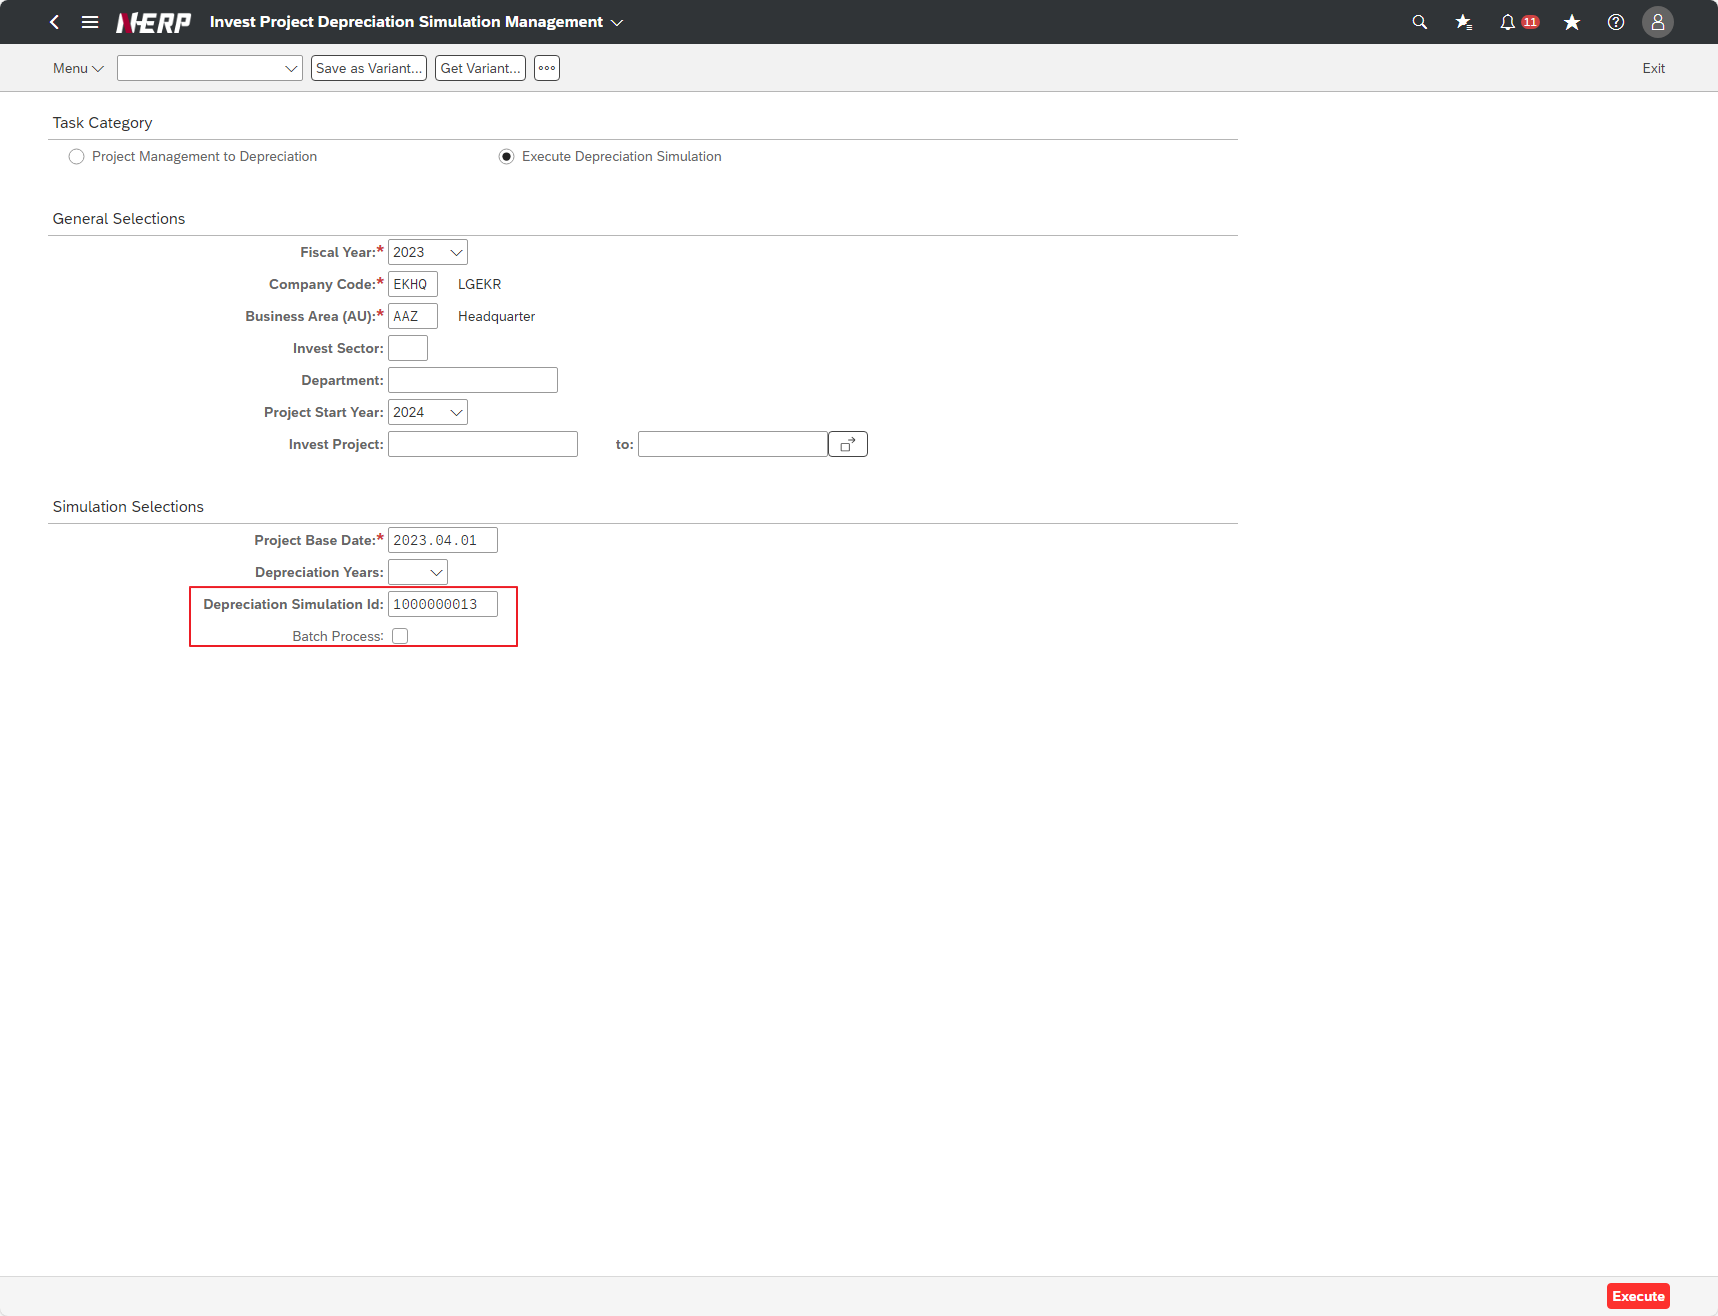 NERP Invest Project Depreciation Simulation Management 11
Menu Save as Variant... Get Variant... Exit
Task Category
Project Management to Depreciation Execute Depreciation Simulation
General Selections
Fiscal Year:* 2023
Company Code:* EKHQ LGEKR
Business Area (AU):* AAZ Headquarter
Invest Sector:
Department:
Project Start Year: 2024
Invest Project: to:
Simulation Selections
Project Base Date:* 2023.04.01
Depreciation Years:
Depreciation Simulation Id: 1000000013
Batch Process:
Execute